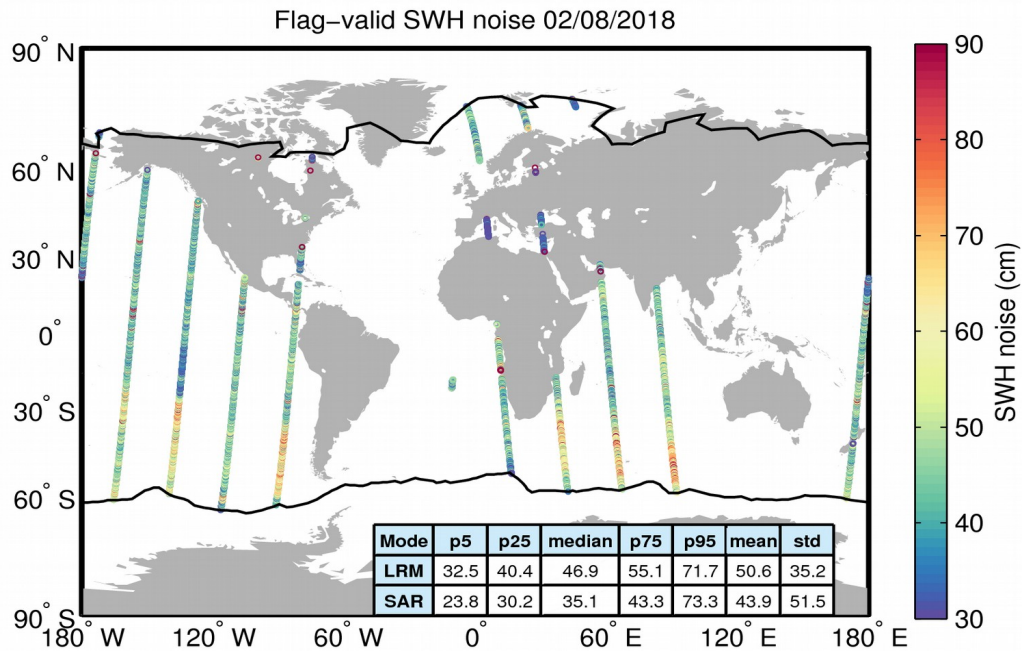 Flag−valid SWH noise 02/08/2018
90° N
60° N
30° N
0°
30° S
60° S
90° S
180° W
120° W
60° W
0°
60° E
120° E
180° E
Mode p5 p25 median p75 p95 mean std
LRM 32.5 40.4 46.9 55.1 71.7 50.6 35.2
SAR 23.8 30.2 35.1 43.3 73.3 43.9 51.5
90
80
70
60
50
40
30
SWH noise (cm)